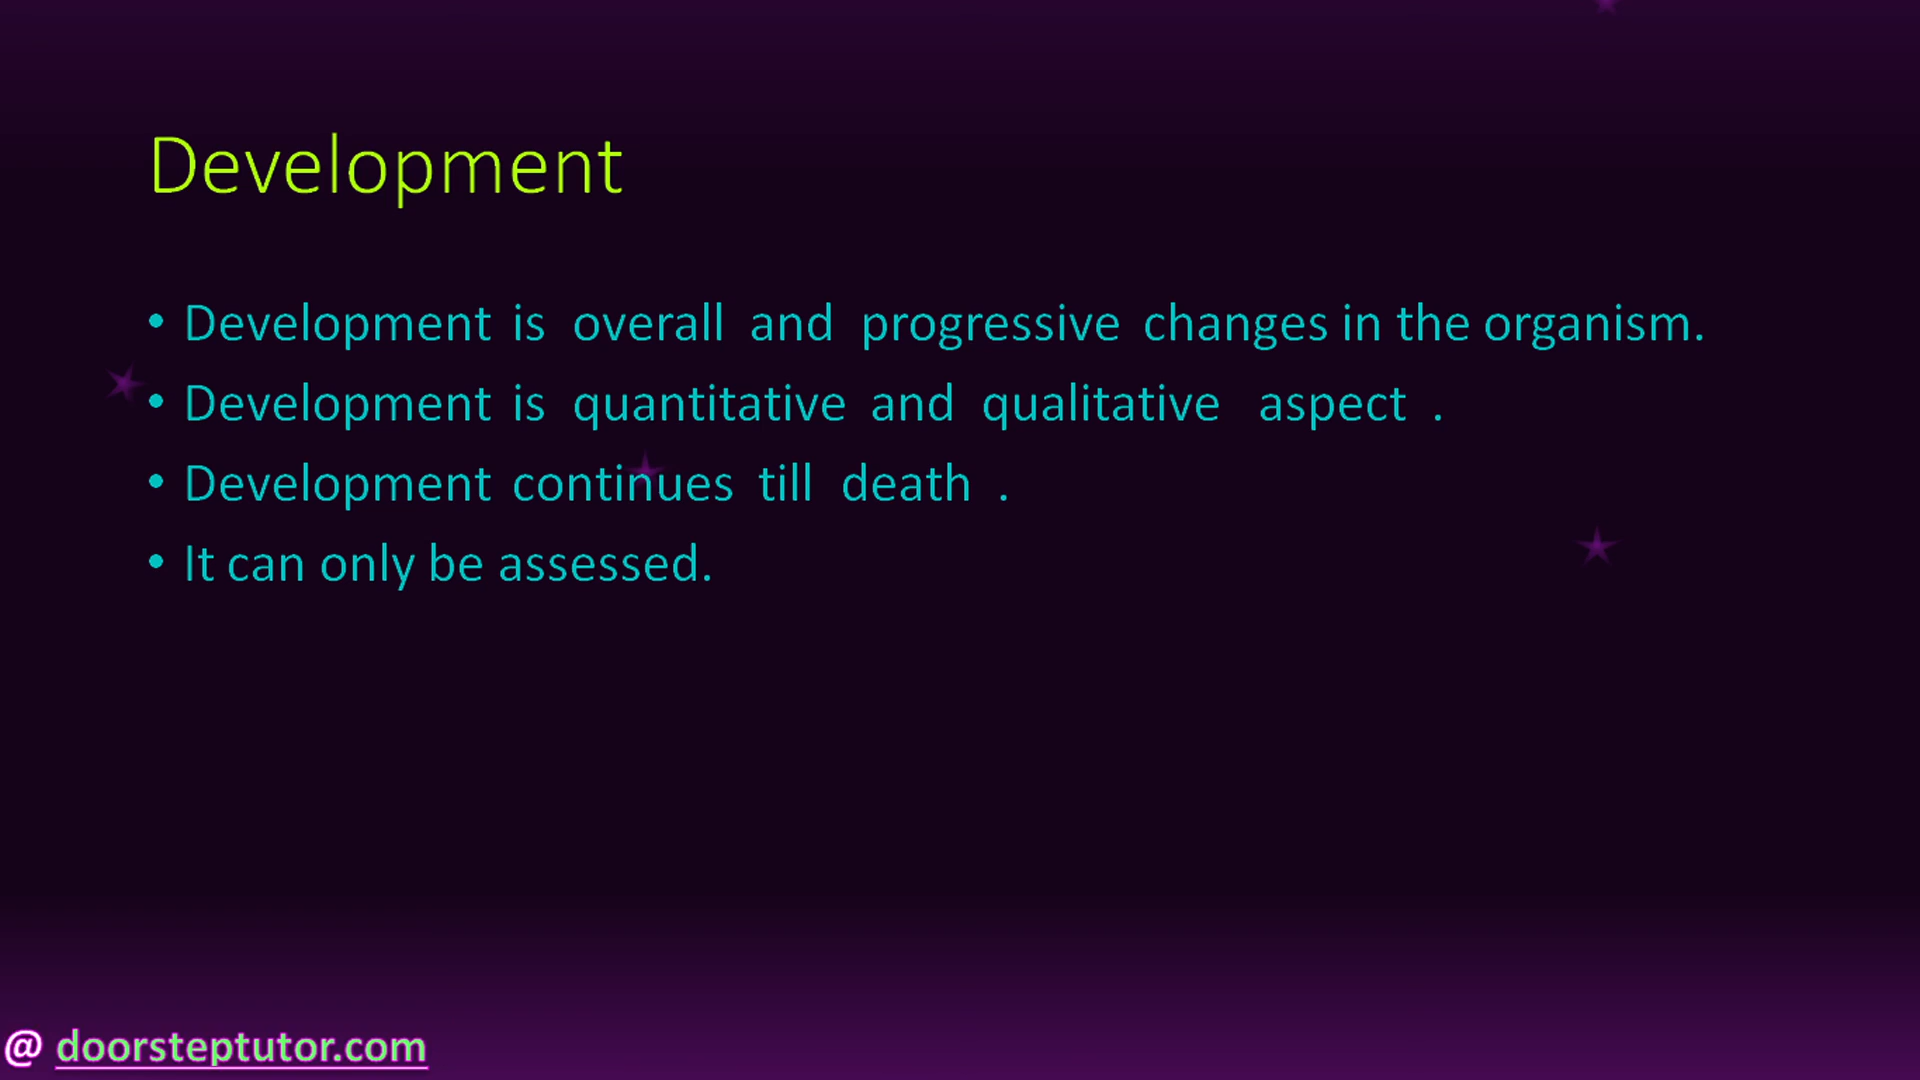 Development
• Development is overall and progressive changes in the organism.
• Development is quantitative and qualitative aspect .
• Development continues till death .
• It can only be assessed.
@ doorsteptutor.com